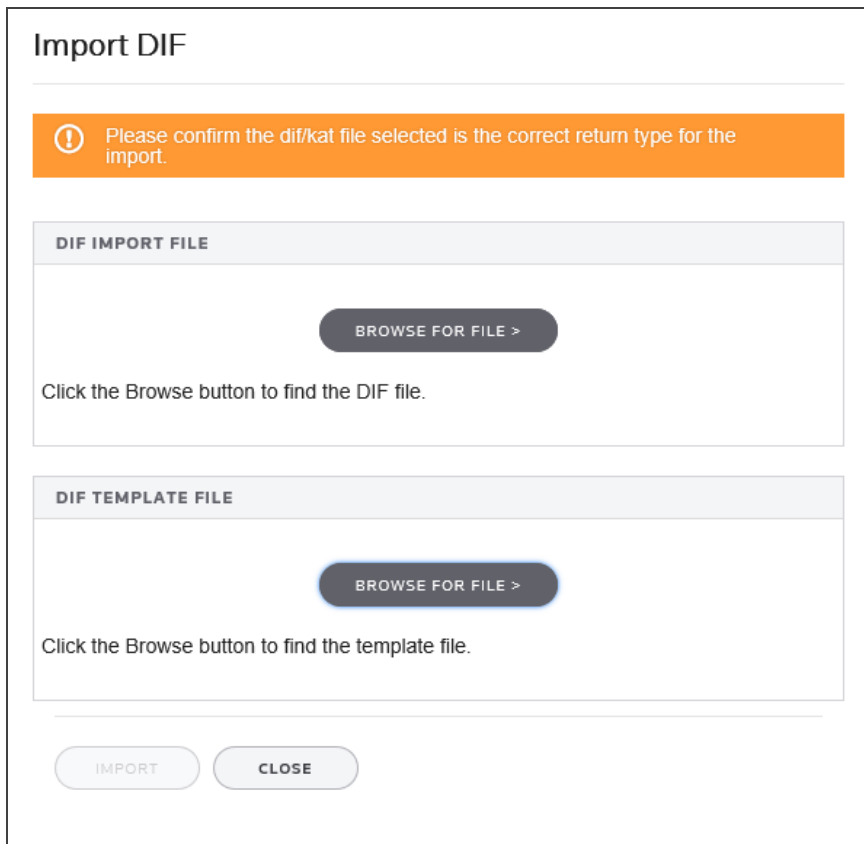 Import DIF
Please confirm the dif/kat file selected is the correct return type for the
import.
DIF IMPORT FILE
BROWSE FOR FILE >
Click the Browse button to find the DIF file.
DIF TEMPLATE FILE
BROWSE FOR FILE >
Click the Browse button to find the template file.
IMPORT
CLOSE